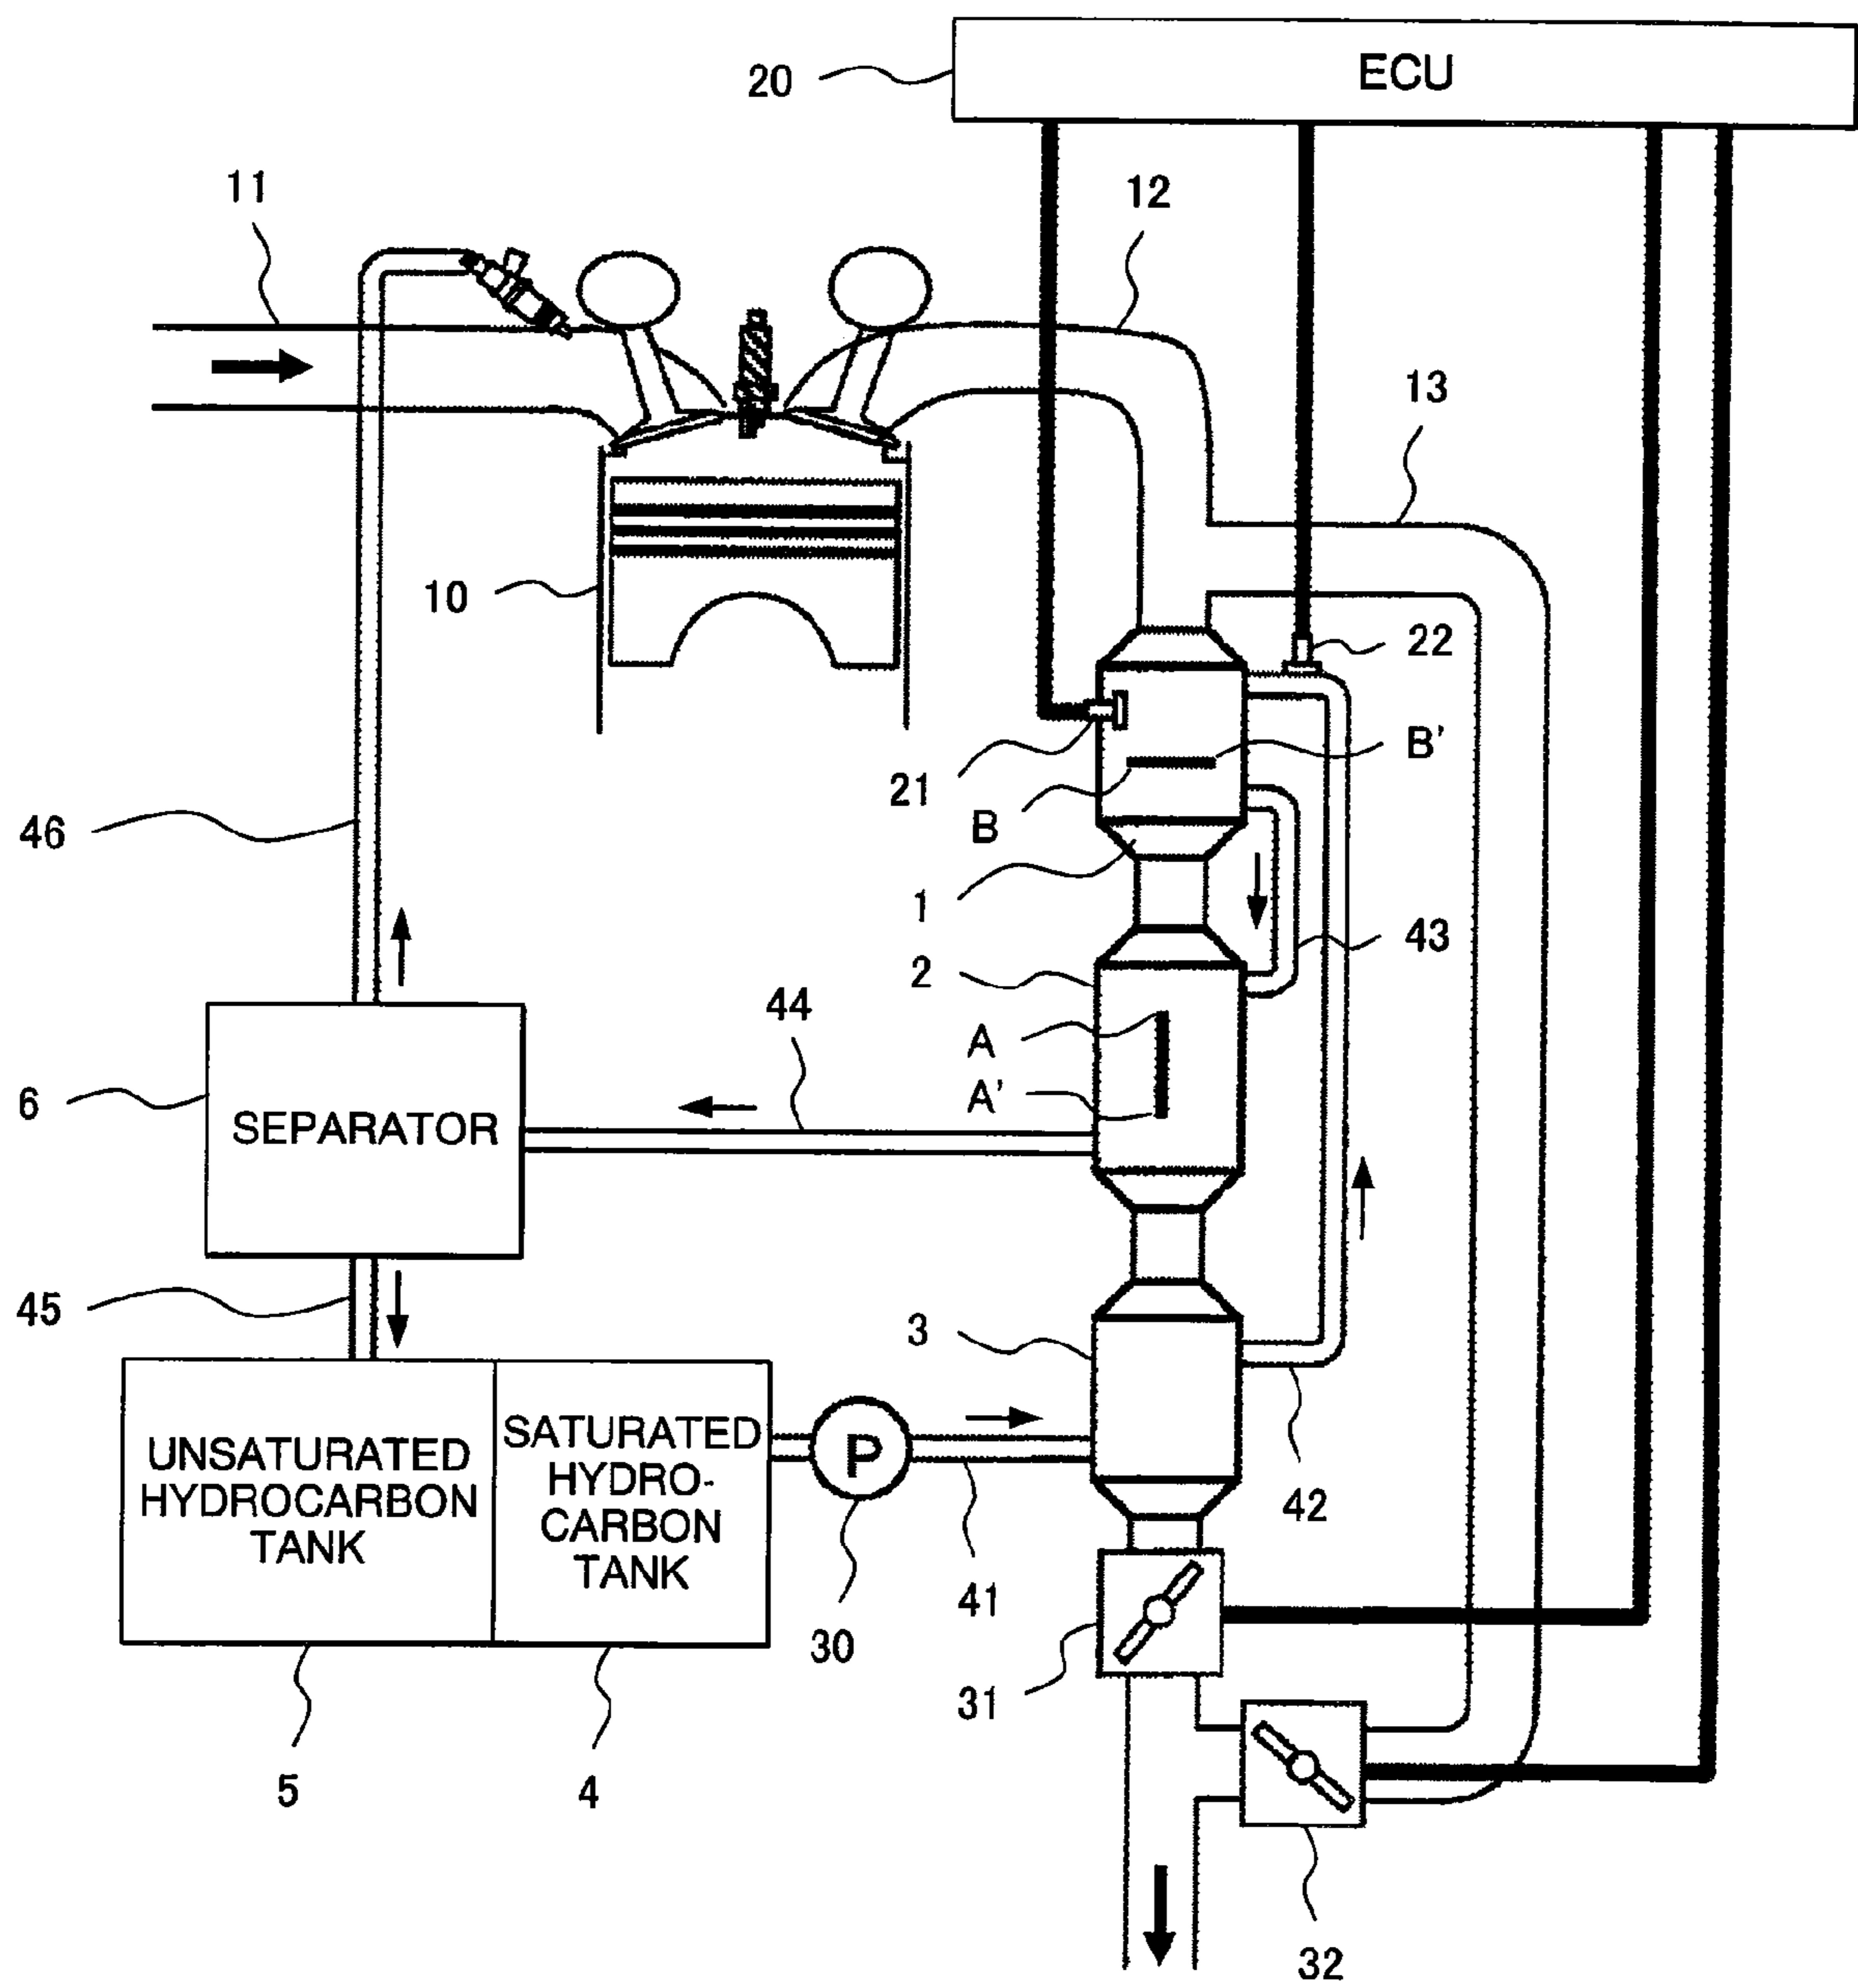 ECU
20
11
12
13
10
22
21
B'
B
46
1
43
2
44
A
A'
6
SEPARATOR
45
3
SATURATED
HYDRO-
CARBON
TANK
UNSATURATED
HYDROCARBON
TANK
P
42
41
30
31
5
4
32